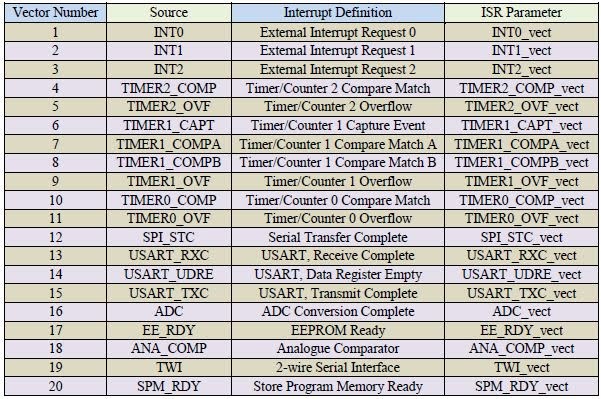 Vector Number Source Interrupt Definition ISR Parameter
1 INT0 External Interrupt Request 0 INT0_vect
2 INT1 External Interrupt Request 1 INT1_vect
3 INT2 External Interrupt Request 2 INT2_vect
4 TIMER2_COMP Timer/Counter 2 Compare Match TIMER2_COMP_vect
5 TIMER2_OVF Timer/Counter 2 Overflow TIMER2_OVF_vect
6 TIMER1_CAPT Timer/Counter 1 Capture Event TIMER1_CAPT_vect
7 TIMER1_COMPA Timer/Counter 1 Compare Match A TIMER1_COMPA_vect
8 TIMER1_COMPB Timer/Counter 1 Compare Match B TIMER1_COMPB_vect
9 TIMER1_OVF Timer/Counter 1 Overflow TIMER1_OVF_vect
10 TIMER0_COMP Timer/Counter 0 Compare Match TIMER0_COMP_vect
11 TIMER0_OVF Timer/Counter 0 Overflow TIMER0_OVF_vect
12 SPI_STC Serial Transfer Complete SPI_STC_vect
13 USART_RXC USART, Receive Complete USART_RXC_vect
14 USART_UDRE USART, Data Register Empty USART_UDRE_vect
15 USART_TXC USART, Transmit Complete USART_TXC_vect
16 ADC ADC Conversion Complete ADC_vect
17 EE_RDY EEPROM Ready EE_RDY_vect
18 ANA_COMP Analogue Comparator ANA_COMP_vect
19 TWI 2-wire Serial Interface TWI_vect
20 SPM_RDY Store Program Memory Ready SPM_RDY_vect